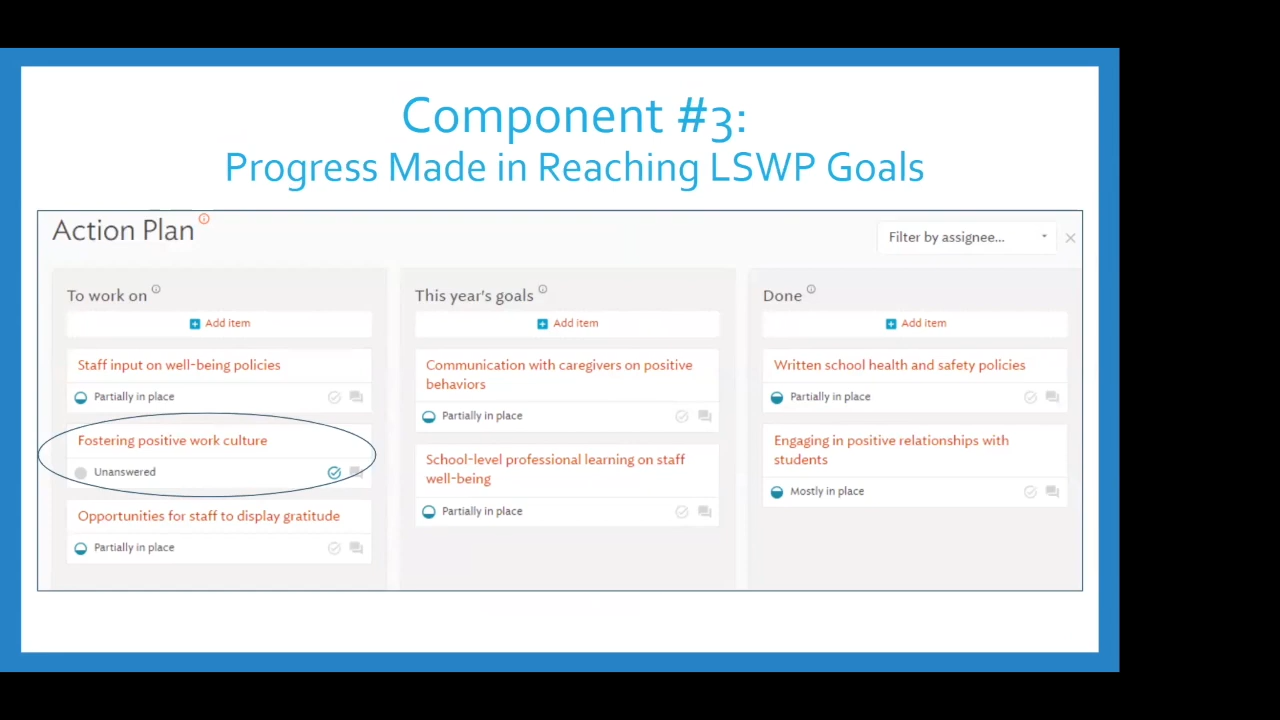 Component #3:
Progress Made in Reaching LSWP Goals
Action Plan
Filter by assignee...
To work on
Add item
Staff input on well-being policies
Partially in place
Fostering positive work culture
Unanswered
Opportunities for staff to display gratitude
Partially in place
This year's goals
Add item
Communication with caregivers on positive
behaviors
Partially in place
School-level professional learning on staff
well-being
Partially in place
Done
Add item
Written school health and safety policies
Partially in place
Engaging in positive relationships with
students
Mostly in place